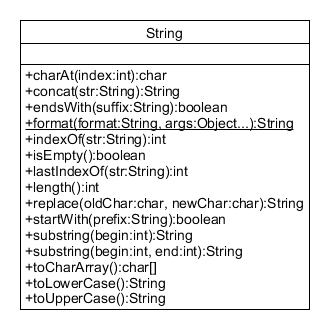 String
+charAt(index:int):char
+concat(str:String):String
+endsWith(suffix:String):boolean
+format(format:String, args:Object...):String
+indexOf(str:String):int
+isEmpty():boolean
+lastIndexOf(str:String):int
+length():int
+replace(oldChar:char, newChar:char):String
+startWith(prefix:String):boolean
+substring(begin:int):String
+substring(begin:int, end:int):String
+toCharArray():char[]
+toLowerCase():String
+toUpperCase():String